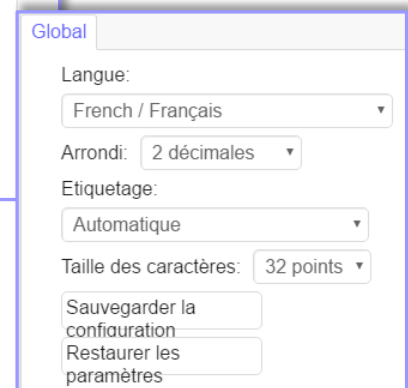 Global
Langue:
French / Français
Arrondi: 2 décimales
Etiquetage:
Automatique
Taille des caractères: 32 points
Sauvegarder la
configuration
Restaurer les
paramètres